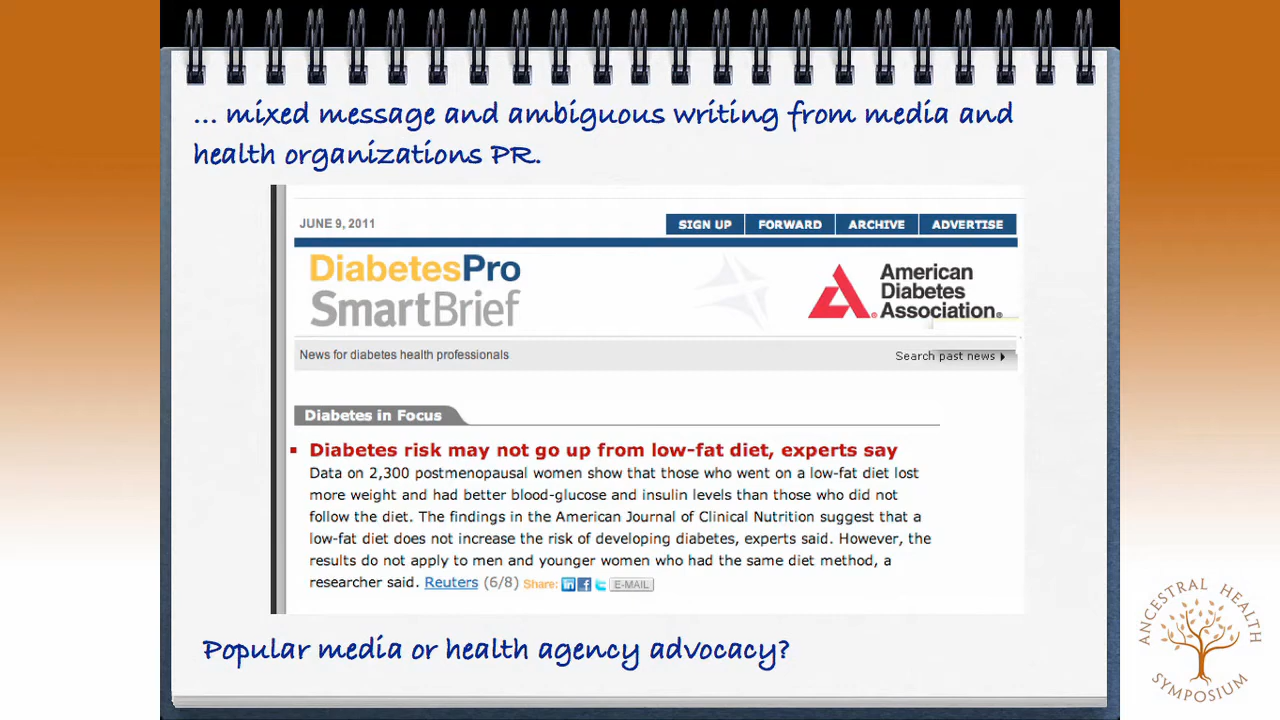 ... mixed message and ambiguous writing from media and
health organizations PR.
JUNE 9, 2011
SIGN UP FORWARD ARCHIVE ADVERTISE
DiabetesPro
SmartBrief
American
Diabetes
Association®
News for diabetes health professionals
Search past news
Diabetes in Focus
Diabetes risk may not go up from low-fat diet, experts say
Data on 2,300 postmenopausal women show that those who went on a low-fat diet lost
more weight and had better blood-glucose and insulin levels than those who did not
follow the diet. The findings in the American Journal of Clinical Nutrition suggest that a
low-fat diet does not increase the risk of developing diabetes, experts said. However, the
results do not apply to men and younger women who had the same diet method, a
researcher said. Reuters (6/8) Share: in f t E-MAIL
Popular media or health agency advocacy?
ANCESTRAL HEALTH
SYMPOSIUM